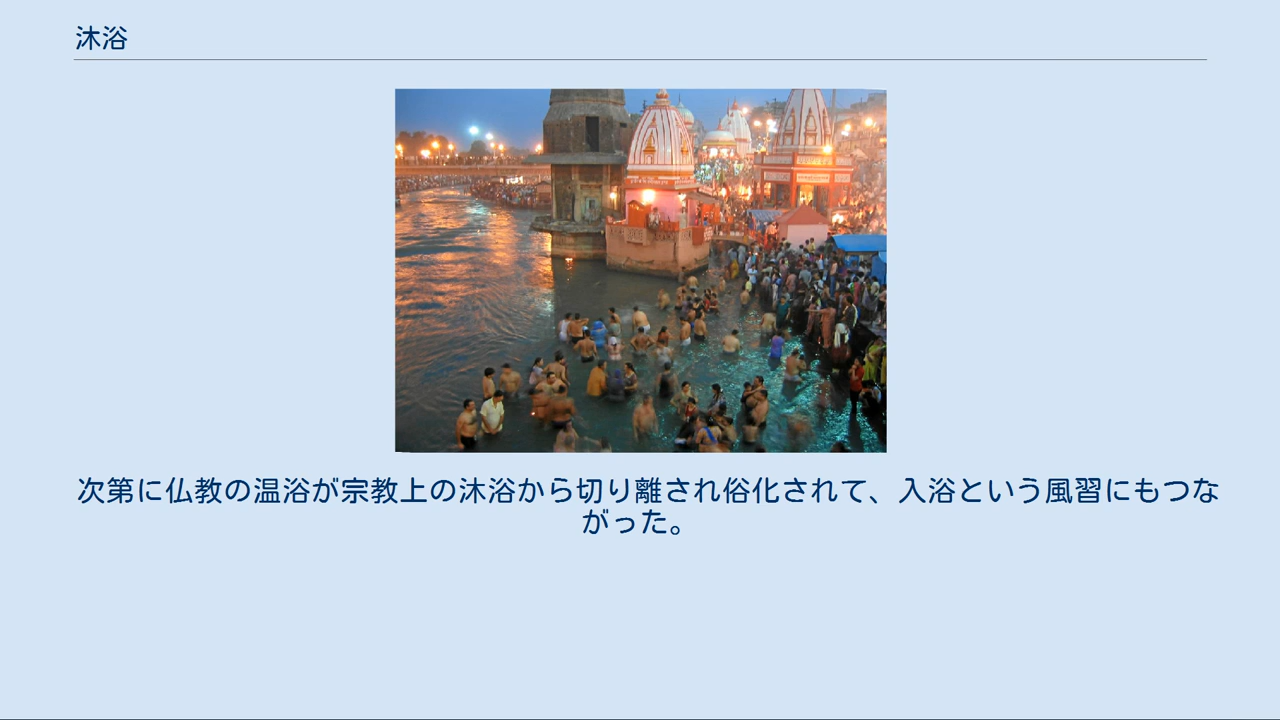 沐浴
次第に仏教の温浴が宗教上の沐浴から切り離され俗化されて、入浴という風習にもつな
がった。